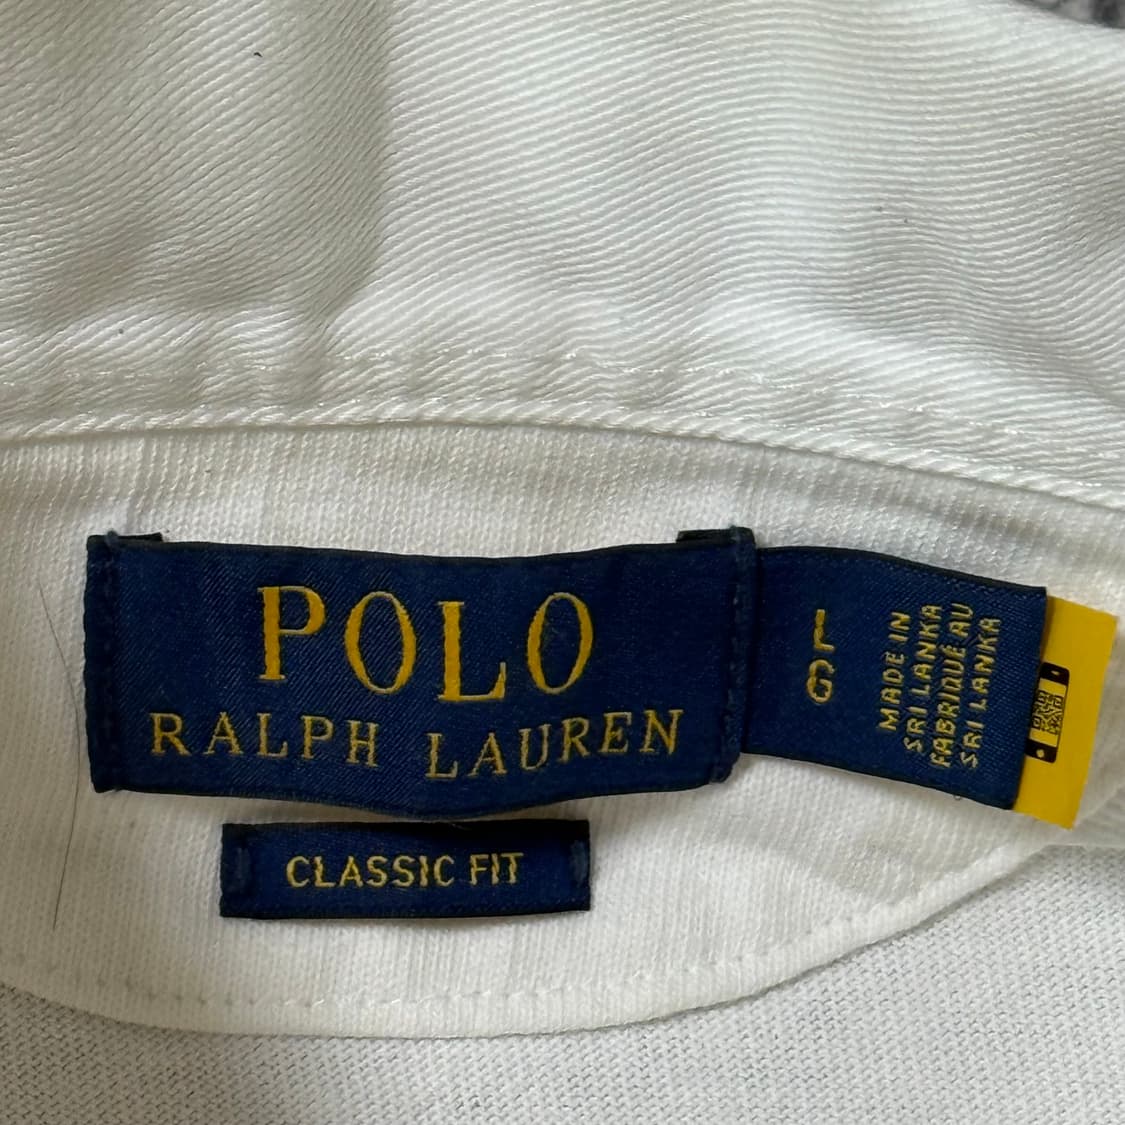 POLO
RALPH LAUREN
CLASSIC FIT
L
G
MADE IN
SRI LANKA
FABRIQUÉ AU
SRI LANKA